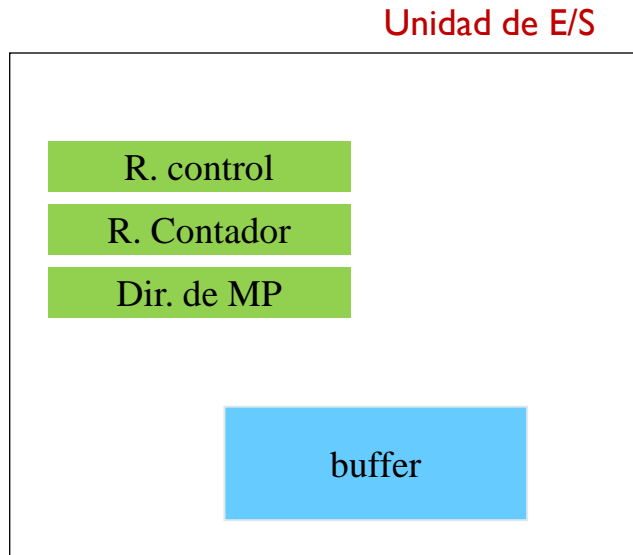 Unidad de E/S
R. control
R. Contador
Dir. de MP
buffer